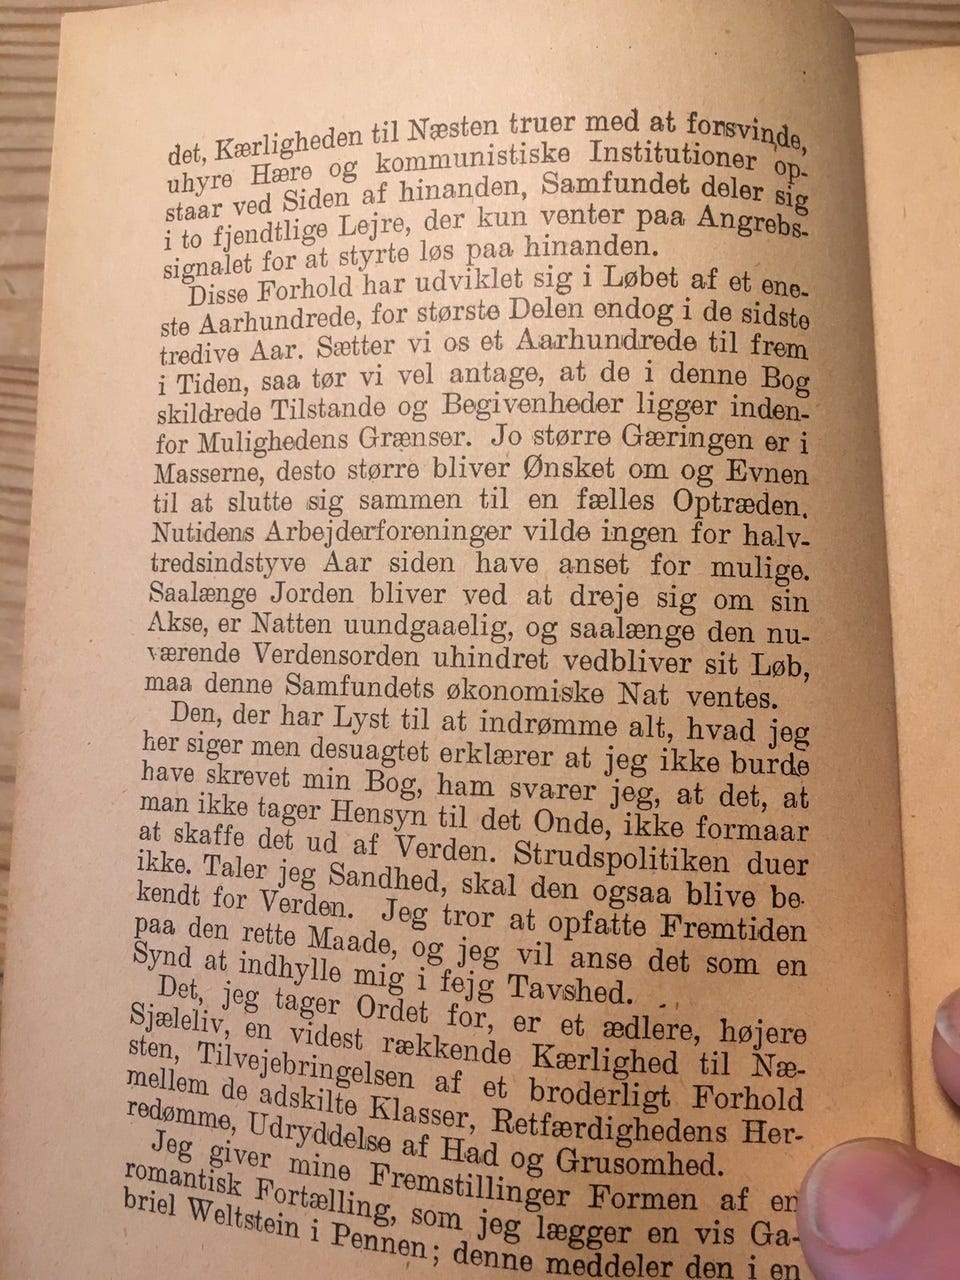 det, Kærligheden til Næsten truer med at forsvinde,
uhyre Hære og kommunistiske Institutioner op-
staar ved Siden af hinanden, Samfundet deler sig
i to fjendtlige Lejre, der kun venter paa Angrebs-
signalet for at styrte løs paa hinanden.
Disse Forhold har udviklet sig i Løbet af et ene-
ste Aarhundrede, for største Delen endog i de sidste
tredive Aar. Sætter vi os et Aarhundrede til frem
i Tiden, saa tør vi vel antage, at de i denne Bog
skildrede Tilstande og Begivenheder ligger inden-
for Mulighedens Grænser. Jo større Gæringen er i
Masserne, desto større bliver Ønsket om og Evnen
til at slutte sig sammen til en fælles Optræden.
Nutidens Arbejderforeninger vilde ingen for halv-
tredsindstyve Aar siden have anset for mulige.
Saalænge Jorden bliver ved at dreje sig om sin
Akse, er Natten uundgaaelig, og saalænge den nu-
værende Verdensorden uhindret vedbliver sit Løb,
maa denne Samfundets økonomiske Nat ventes.
Den, der har Lyst til at indrømme alt, hvad jeg
her siger men desuagtet erklærer at jeg ikke burde
have skrevet min Bog, ham svarer jeg, at det, at
man ikke tager Hensyn til det Onde, ikke formaar
at skaffe det ud af Verden. Strudspolitiken duer
ikke. Taler jeg Sandhed, skal den ogsaa blive be-
kendt for Verden. Jeg tror at opfatte Fremtiden
paa den rette Maade, og jeg vil anse det som en
Synd at indhylle mig i fejg Tavshed.
Det, jeg tager Ordet for, er et ædlere, højere
Sjæleliv, en videst rækkende Kærlighed til Næ-
sten, Tilvejebringelsen af et broderligt Forhold
mellem de adskilte Klasser, Retfærdighedens Her-
redømme, Udryddelse af Had og Grusomhed.
Jeg giver mine Fremstillinger Formen af en
romantisk Fortælling, som jeg lægger en vis Ga-
briel Weltstein i Pennen; denne meddeler den i en